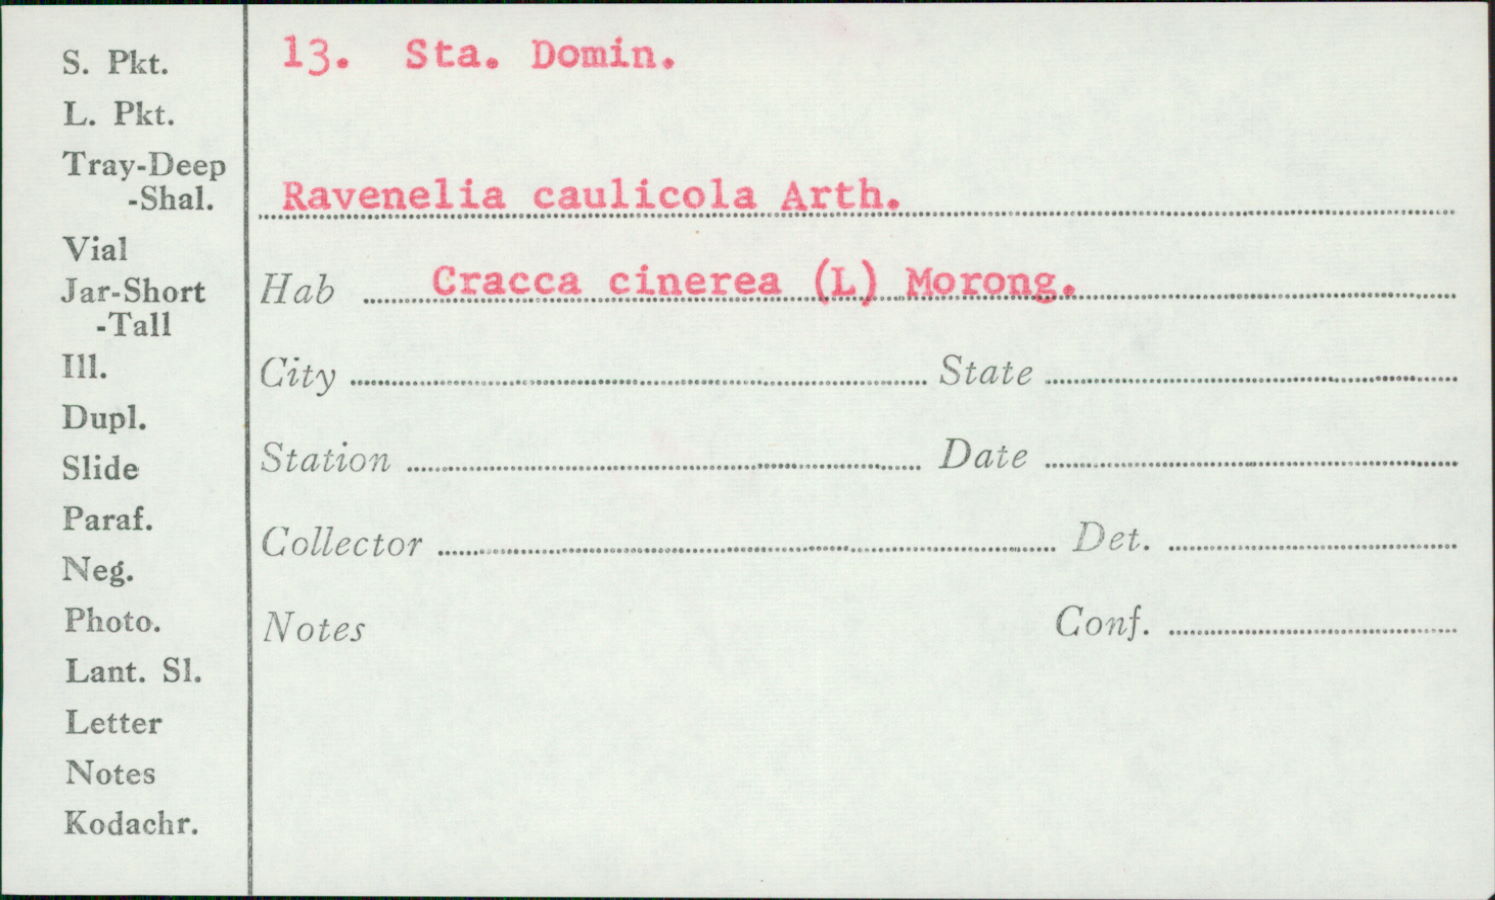 S. Pkt.
L. Pkt.
Tray-Deep
-Shal.
Vial
Jar-Short
-Tall
Ill.
Dupl.
Slide
Paraf.
Neg.
Photo.
Lant. Sl.
Letter
Notes
Kodachr.
13. Sta. Domin.
Ravenelia caulicola Arth.
Hab Cracca cinerea (L) Morong.
City State
Station Date
Collector Det.
Notes Conf.